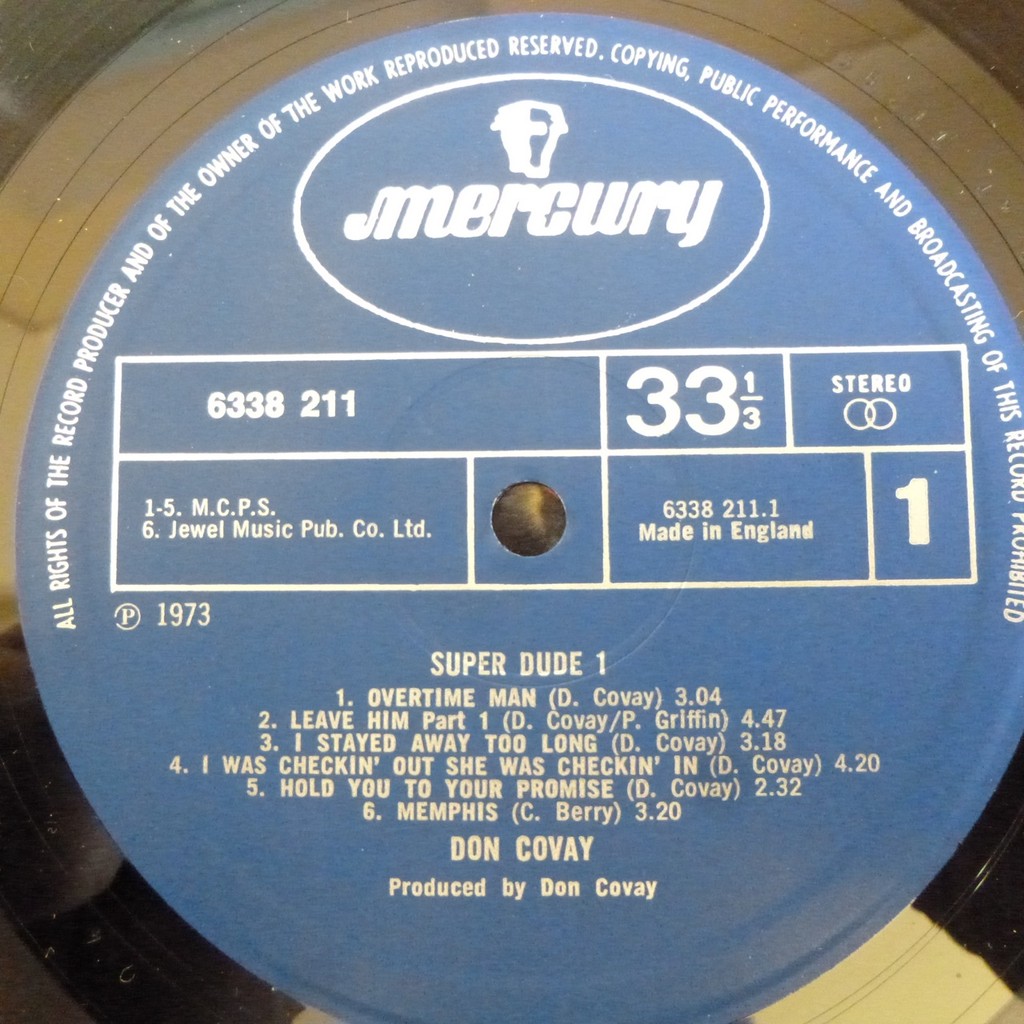 ALL RIGHTS OF THE RECORD PRODUCER AND OF THE OWNER OF THE WORK REPRODUCED RESERVED. COPYING, PUBLIC PERFORMANCE AND BROADCASTING OF THIS RECORD PROHIBITED
mercury
6338 211
33 1/3
STEREO
1-5. M.C.P.S.
6. Jewel Music Pub. Co. Ltd.
6338 211.1
Made in England
1
Ⓟ 1973
SUPER DUDE 1
1. OVERTIME MAN (D. Covay) 3.04
2. LEAVE HIM Part 1 (D. Covay/P. Griffin) 4.47
3. I STAYED AWAY TOO LONG (D. Covay) 3.18
4. I WAS CHECKIN' OUT SHE WAS CHECKIN' IN (D. Covay) 4.20
5. HOLD YOU TO YOUR PROMISE (D. Covay) 2.32
6. MEMPHIS (C. Berry) 3.20
DON COVAY
Produced by Don Covay